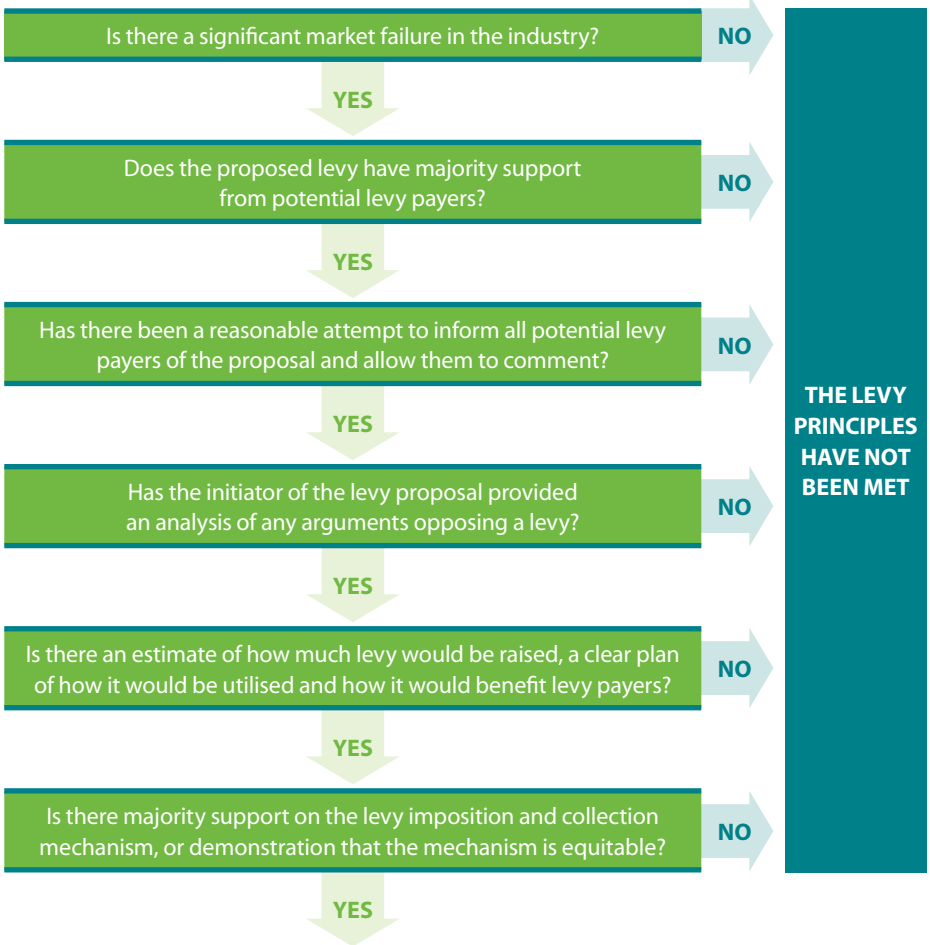 Is there a significant market failure in the industry?
NO
YES
Does the proposed levy have majority support
from potential levy payers?
NO
YES
Has there been a reasonable attempt to inform all potential levy
payers of the proposal and allow them to comment?
NO
YES
Has the initiator of the levy proposal provided
an analysis of any arguments opposing a levy?
NO
YES
Is there an estimate of how much levy would be raised, a clear plan
of how it would be utilised and how it would benefit levy payers?
NO
YES
Is there majority support on the levy imposition and collection
mechanism, or demonstration that the mechanism is equitable?
NO
YES
THE LEVY
PRINCIPLES
HAVE NOT
BEEN MET